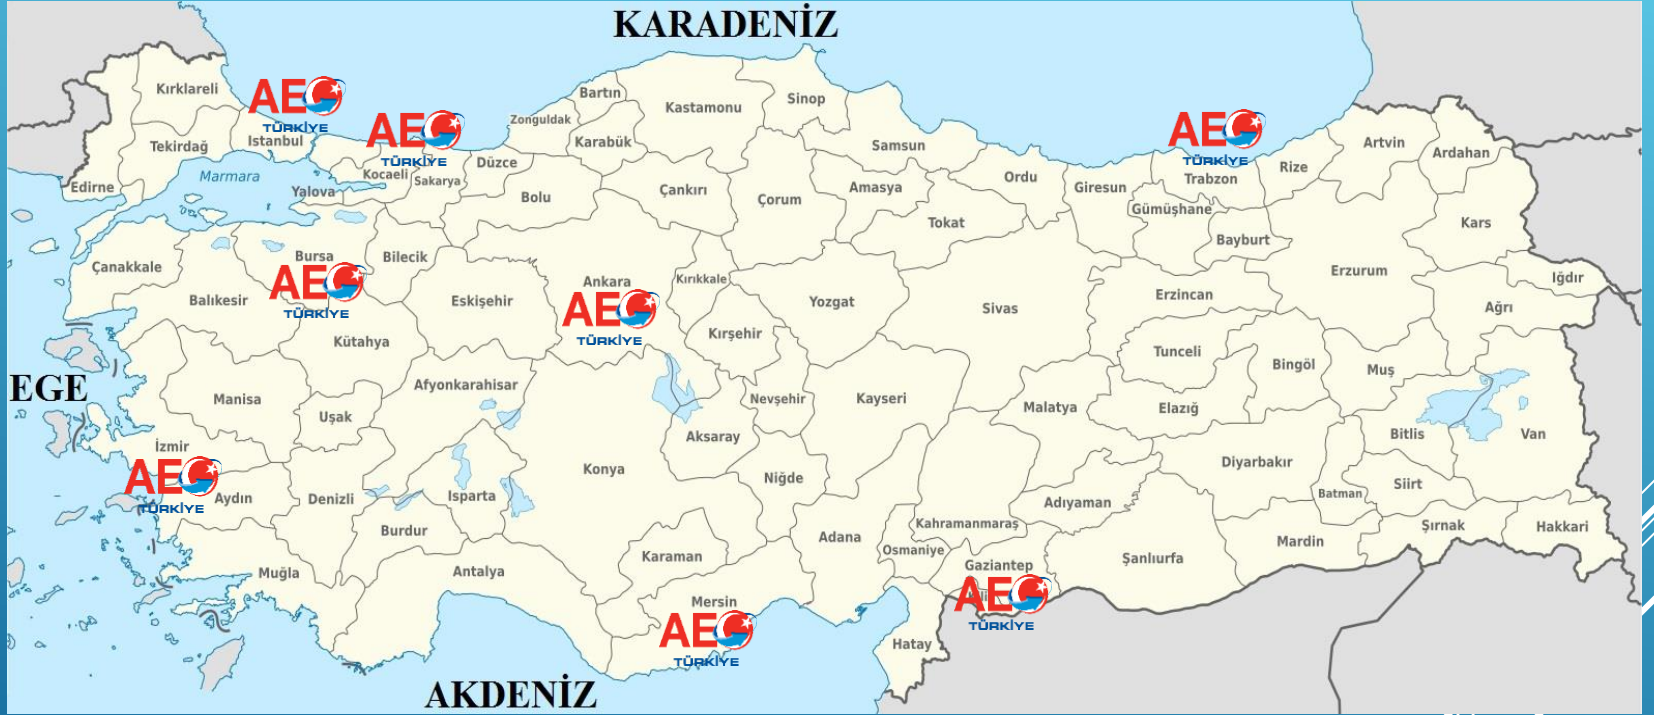 KARADENİZ
Kırklareli
AEO
TÜRKİYE
Tekirdağ
İstanbul
Edirne
Marmara
AEO
TÜRKİYE
Kocaeli
Sakarya
Yalova
Düzce
Bolu
Zonguldak
Bartın
Karabük
Kastamonu
Sinop
Çankırı
Samsun
Çorum
Amasya
Tokat
Ordu
Giresun
AEO
TÜRKİYE
Trabzon
Gümüşhane
Bayburt
Rize
Artvin
Ardahan
Kars
Iğdır
Erzurum
Ağrı
Çanakkale
Balıkesir
Bursa
AEO
TÜRKİYE
Bilecik
Eskişehir
Kütahya
Ankara
AEO
TÜRKİYE
Kırıkkale
Kırşehir
Yozgat
Sivas
Erzincan
Tunceli
Bingöl
Muş
EGE
Manisa
Uşak
Afyonkarahisar
Nevşehir
Kayseri
Malatya
Elazığ
Bitlis
Van
İzmir
AEO
TÜRKİYE
Aydın
Denizli
Isparta
Konya
Aksaray
Niğde
Diyarbakır
Batman
Siirt
Adıyaman
Kahramanmaraş
Şırnak
Hakkari
Mardin
Şanlıurfa
Burdur
Muğla
Antalya
Karaman
Mersin
AEO
TÜRKİYE
Adana
Osmaniye
Gaziantep
AEO
TÜRKİYE
Hatay
AKDENİZ